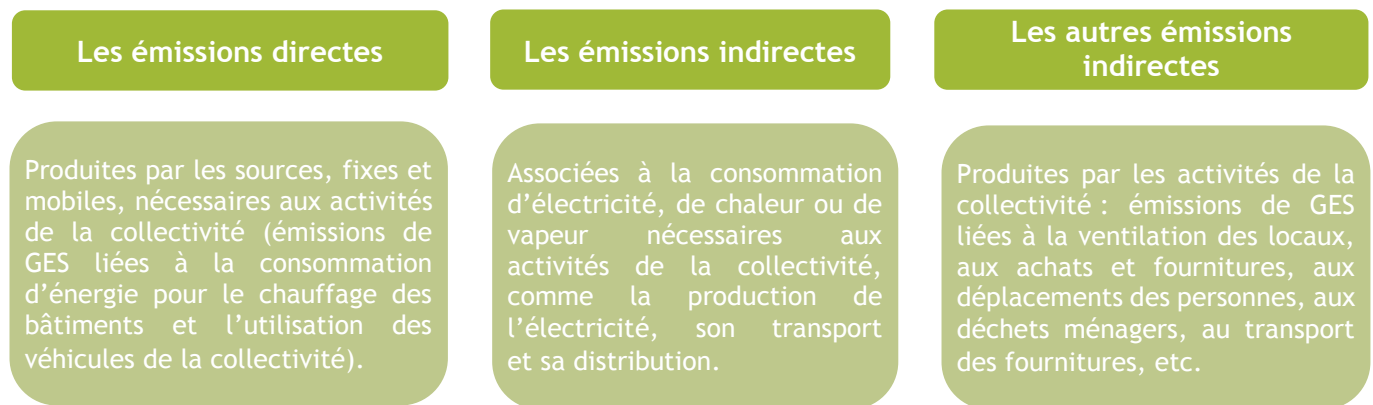 Les émissions directes
Produites par les sources, fixes et
mobiles, nécessaires aux activités
de la collectivité (émissions de
GES liées à la consommation
d’énergie pour le chauffage des
bâtiments et l’utilisation des
véhicules de la collectivité).
Les émissions indirectes
Associées à la consommation
d’électricité, de chaleur ou de
vapeur nécessaires aux
activités de la collectivité,
comme la production de
l’électricité, son transport
et sa distribution.
Les autres émissions
indirectes
Produites par les activités de la
collectivité : émissions de GES
liées à la ventilation des locaux,
aux achats et fournitures, aux
déplacements des personnes, aux
déchets ménagers, au transport
des fournitures, etc.